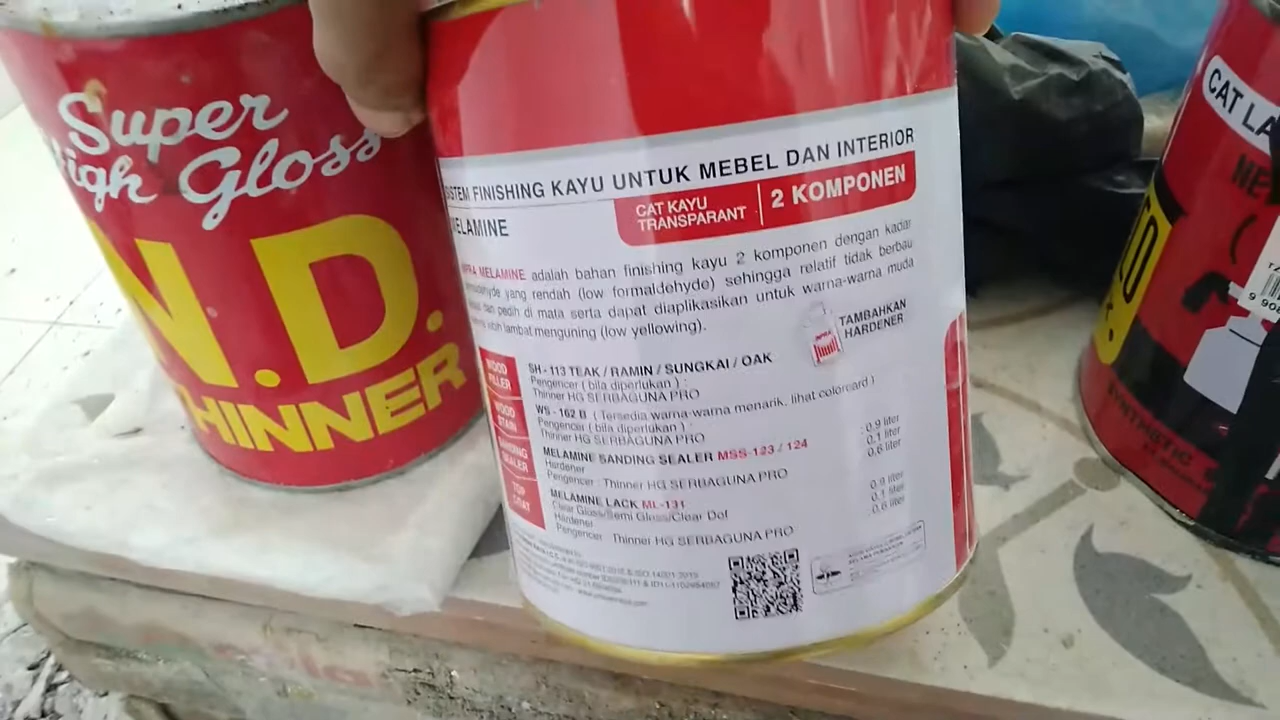 Super
High Gloss
N.D.
THINNER
SISTEM FINISHING KAYU UNTUK MEBEL DAN INTERIOR
MELAMINE
CAT KAYU
TRANSPARANT
2 KOMPONEN
MELAMINE adalah bahan finishing kayu 2 komponen dengan kadar
yang rendah (low formaldehyde) sehingga relatif tidak berbau
dan pedih di mata serta dapat diaplikasikan untuk warna-warna muda
lebih lambat menguning (low yellowing).
TAMBAHKAN
HARDENER
WOOD
FILLER
SH - 113 TEAK / RAMIN / SUNGKAI / OAK
Pengencer ( bila diperlukan ) :
Thinner HG SERBAGUNA PRO
WOOD
STAIN
WS - 162 B ( Tersedia warna-warna menarik, lihat colorcard )
Pengencer ( bila diperlukan ) :
Thinner HG SERBAGUNA PRO
SANDING
SEALER
MELAMINE SANDING SEALER MSS-123 / 124 : 0,9 liter
Hardener : 0,1 liter
Pengencer : Thinner HG SERBAGUNA PRO : 0,6 liter
TOP
COAT
MELAMINE LACK ML-131
Clear Gloss/Semi Gloss/Clear Dof : 0,9 liter
Hardener : 0,1 liter
Pengencer : Thinner HG SERBAGUNA PRO : 0,6 liter
CAT LA
NE
SYNTHETIC